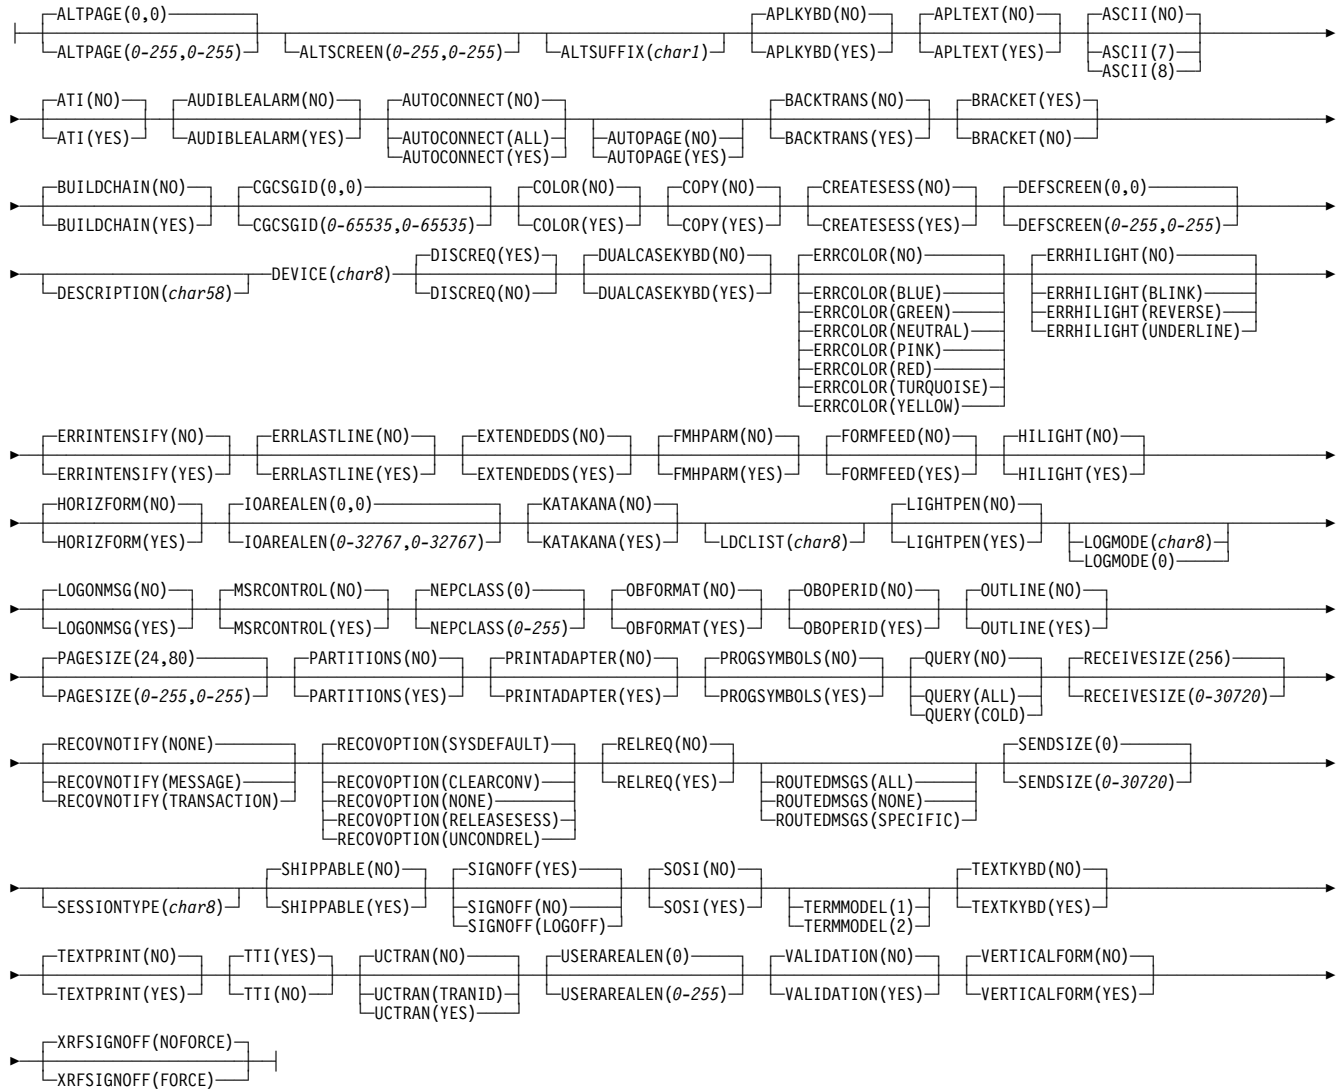 ALTPAGE(0,0) APLKYBD(NO) APLTEXT(NO) ASCII(NO)
ALTPAGE(0-255,0-255) ALTSCREEN(0-255,0-255) ALTSUFFIX(char1) APLKYBD(YES) APLTEXT(YES) ASCII(7)
ASCII(8)
ATI(NO) AUDIBLEALARM(NO) AUTOCONNECT(NO) BACKTRANS(NO) BRACKET(YES)
ATI(YES) AUDIBLEALARM(YES) AUTOCONNECT(ALL) AUTOPAGE(NO) BACKTRANS(YES) BRACKET(NO)
AUTOCONNECT(YES) AUTOPAGE(YES)
BUILDCHAIN(NO) CGCSGID(0,0) COLOR(NO) COPY(NO) CREATESESS(NO) DEFSCREEN(0,0)
BUILDCHAIN(YES) CGCSGID(0-65535,0-65535) COLOR(YES) COPY(YES) CREATESESS(YES) DEFSCREEN(0-255,0-255)
DISCREQ(YES) DUALCASEKYBD(NO) ERRCOLOR(NO) ERRHILIGHT(NO)
DEVICE(char8)
DESCRIPTION(char58) DISCREQ(NO) DUALCASEKYBD(YES) ERRCOLOR(BLUE) ERRHILIGHT(BLINK)
ERRCOLOR(GREEN) ERRHILIGHT(REVERSE)
ERRCOLOR(NEUTRAL) ERRHILIGHT(UNDERLINE)
ERRCOLOR(PINK)
ERRCOLOR(RED)
ERRCOLOR(TURQUOISE)
ERRCOLOR(YELLOW)
ERRINTENSIFY(NO) ERRLASTLINE(NO) EXTENDEDDS(NO) FMHPARM(NO) FORMFEED(NO) HILIGHT(NO)
ERRINTENSIFY(YES) ERRLASTLINE(YES) EXTENDEDDS(YES) FMHPARM(YES) FORMFEED(YES) HILIGHT(YES)
HORIZFORM(NO) IOAREALEN(0,0) KATAKANA(NO) LIGHTPEN(NO)
HORIZFORM(YES) IOAREALEN(0-32767,0-32767) KATAKANA(YES) LDCLIST(char8) LIGHTPEN(YES) LOGMODE(char8)
LOGMODE(0)
LOGONMSG(NO) MSRCONTROL(NO) NEPCLASS(0) OBFORMAT(NO) OBOPERID(NO) OUTLINE(NO)
LOGONMSG(YES) MSRCONTROL(YES) NEPCLASS(0-255) OBFORMAT(YES) OBOPERID(YES) OUTLINE(YES)
PAGESIZE(24,80) PARTITIONS(NO) PRINTADAPTER(NO) PROGSYMBOLS(NO) QUERY(NO) RECEIVESIZE(256)
PAGESIZE(0-255,0-255) PARTITIONS(YES) PRINTADAPTER(YES) PROGSYMBOLS(YES) QUERY(ALL) RECEIVESIZE(0-30720)
QUERY(COLD)
RECOVNOTIFY(NONE) RECOVOPTION(SYSDEFAULT) RELREQ(NO) SENDSIZE(0)
RECOVNOTIFY(MESSAGE) RECOVOPTION(CLEARCONV) RELREQ(YES) ROUTEDMSGS(ALL) SENDSIZE(0-30720)
RECOVNOTIFY(TRANSACTION) RECOVOPTION(NONE) ROUTEDMSGS(NONE)
RECOVOPTION(RELEASESESS) ROUTEDMSGS(SPECIFIC)
RECOVOPTION(UNCONDREL)
SHIPPABLE(NO) SIGNOFF(YES) SOSI(NO) TEXTKYBD(NO)
SESSIONTYPE(char8) SHIPPABLE(YES) SIGNOFF(NO) SOSI(YES) TERMMODEL(1) TEXTKYBD(YES)
SIGNOFF(LOGOFF) TERMMODEL(2)
TEXTPRINT(NO) TTI(YES) UCTRAN(NO) USERAREALEN(0) VALIDATION(NO) VERTICALFORM(NO)
TEXTPRINT(YES) TTI(NO) UCTRAN(TRANID) USERAREALEN(0-255) VALIDATION(YES) VERTICALFORM(YES)
UCTRAN(YES)
XRFSIGNOFF(NOFORCE)
XRFSIGNOFF(FORCE)